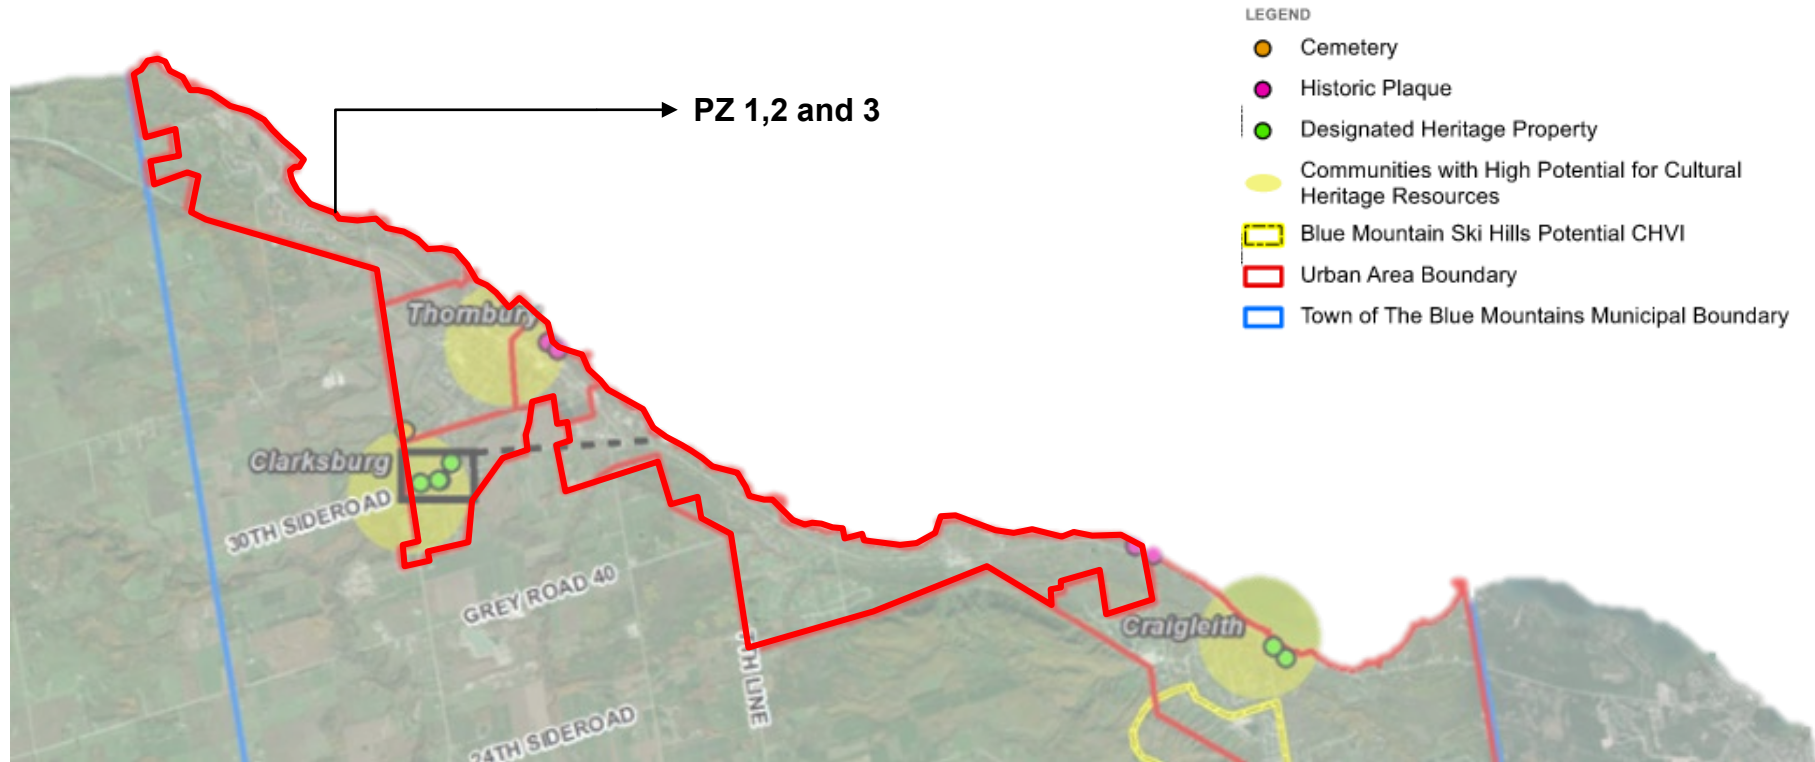 LEGEND
Cemetery
Historic Plaque
Designated Heritage Property
Communities with High Potential for Cultural
Heritage Resources
Blue Mountain Ski Hills Potential CHVI
Urban Area Boundary
Town of The Blue Mountains Municipal Boundary
PZ 1,2 and 3
Thornbury
Clarksburg
30TH SIDEROAD
GREY ROAD 40
Craigleith
LINE
24TH SIDEROAD